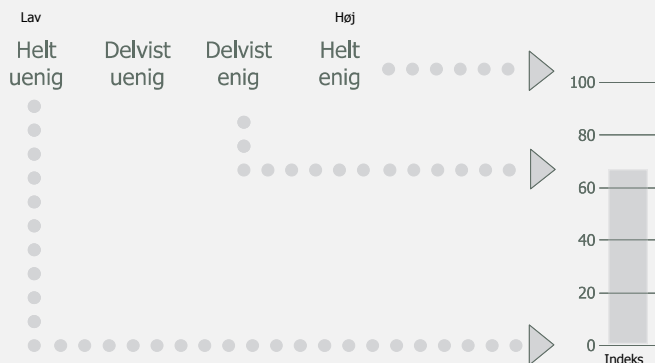 Lav
Høj
Helt
uenig
Delvist
uenig
Delvist
enig
Helt
enig
100
80
60
40
20
0
Indeks